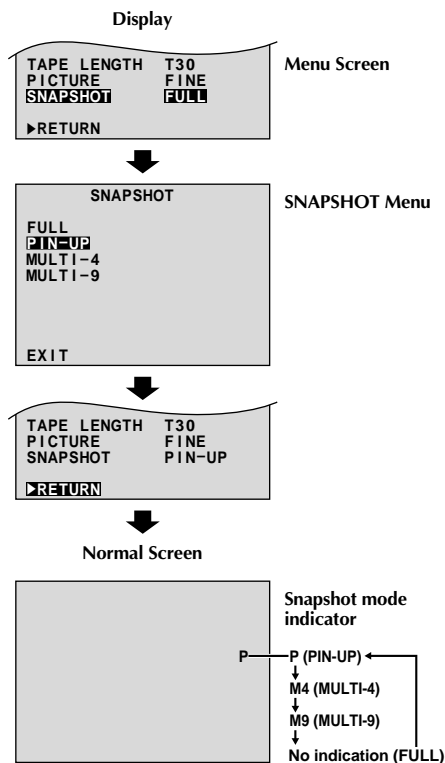 Display
TAPE LENGTH T30
PICTURE FINE
SNAPSHOT FULL
▶RETURN
Menu Screen
SNAPSHOT
FULL
PIN-UP
MULTI-4
MULTI-9
EXIT
SNAPSHOT Menu
TAPE LENGTH T30
PICTURE FINE
SNAPSHOT PIN-UP
▶RETURN
Normal Screen
Snapshot mode
indicator
P P (PIN-UP)
M4 (MULTI-4)
M9 (MULTI-9)
No indication (FULL)